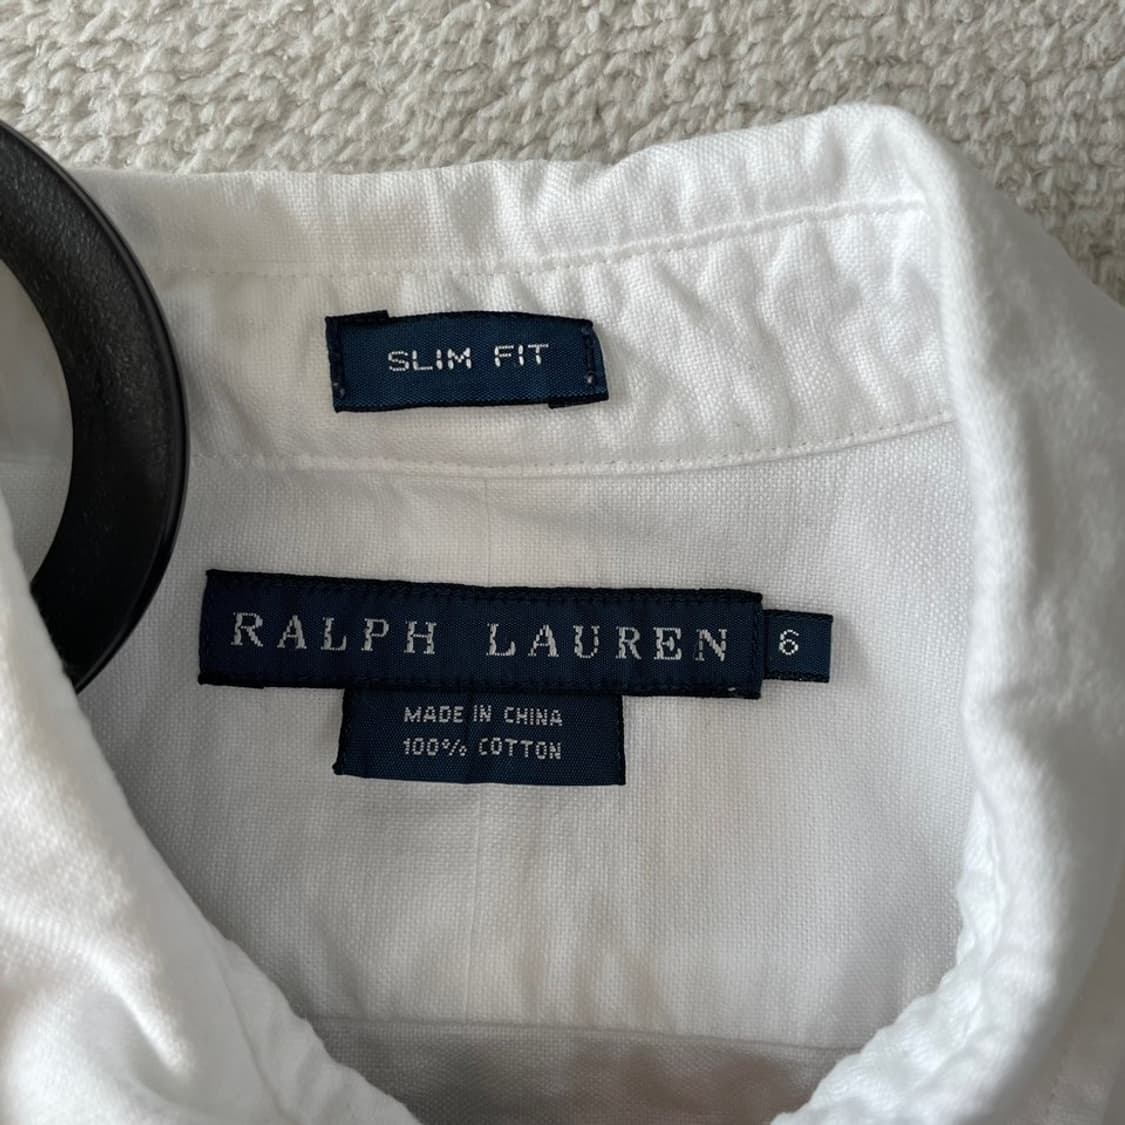 SLIM FIT
RALPH LAUREN
6
MADE IN CHINA
100% COTTON